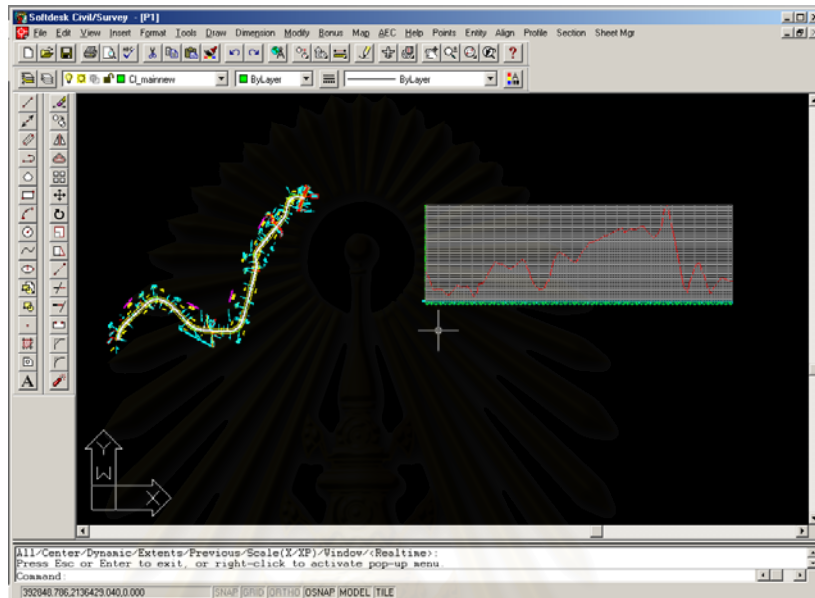 Softdesk Civil/Survey - [P1]
File Edit View Insert Format Tools Draw Dimension Modify Bonus Map AEC Help Points Entity Align Profile Section Sheet Mgr
Cl_mainnew ByLayer ByLayer
A
Y
W
X
All/Center/Dynamic/Extents/Previous/Scale(X/XP)/Window/<Realtime>:
Press Esc or Enter to exit, or right-click to activate pop-up menu.
Command:
392848.786,2136429.040,0.000 SNAP GRID ORTHO OSNAP MODEL TILE